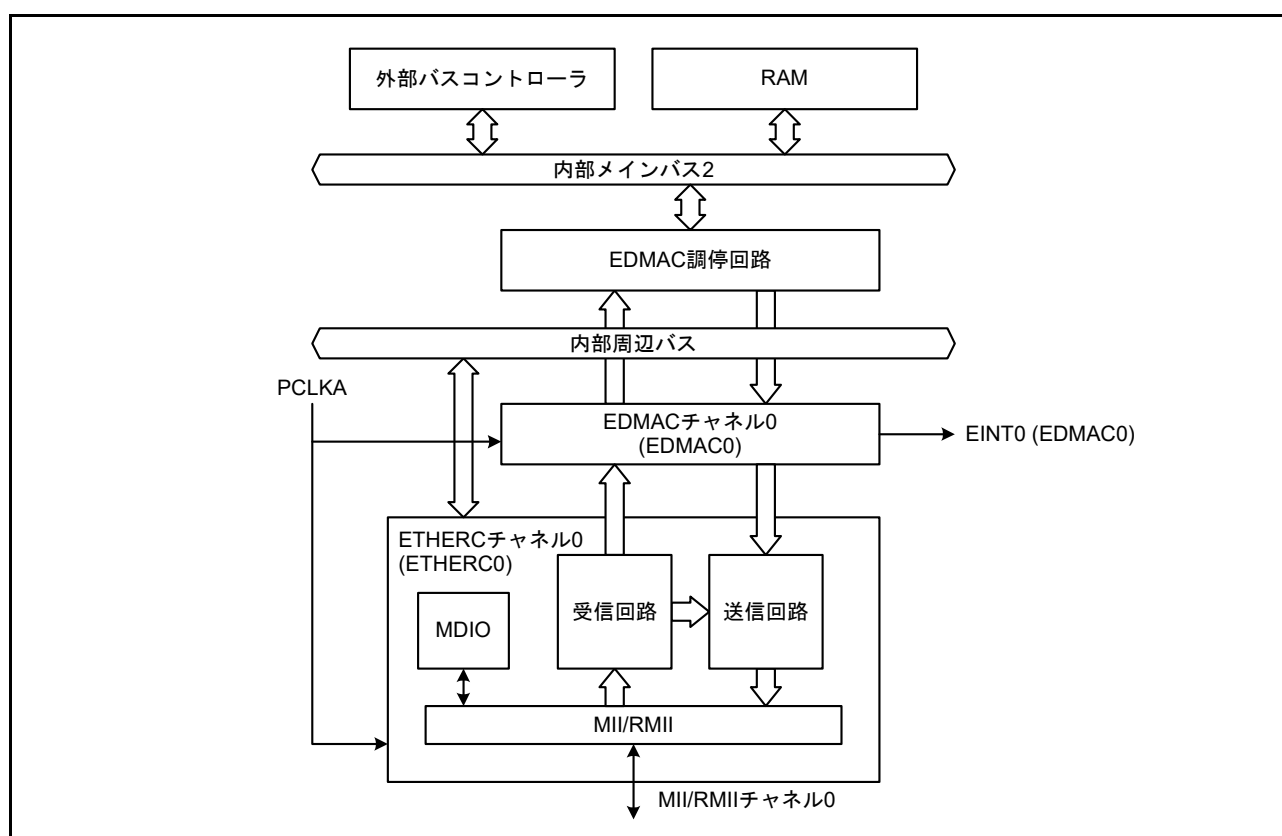 外部バスコントローラ
RAM
内部メインバス2
EDMAC調停回路
内部周辺バス
PCLKA
EDMACチャネル0
(EDMAC0)
EINT0 (EDMAC0)
ETHERCチャネル0
(ETHERC0)
受信回路
送信回路
MDIO
MII/RMII
MII/RMIIチャネル0